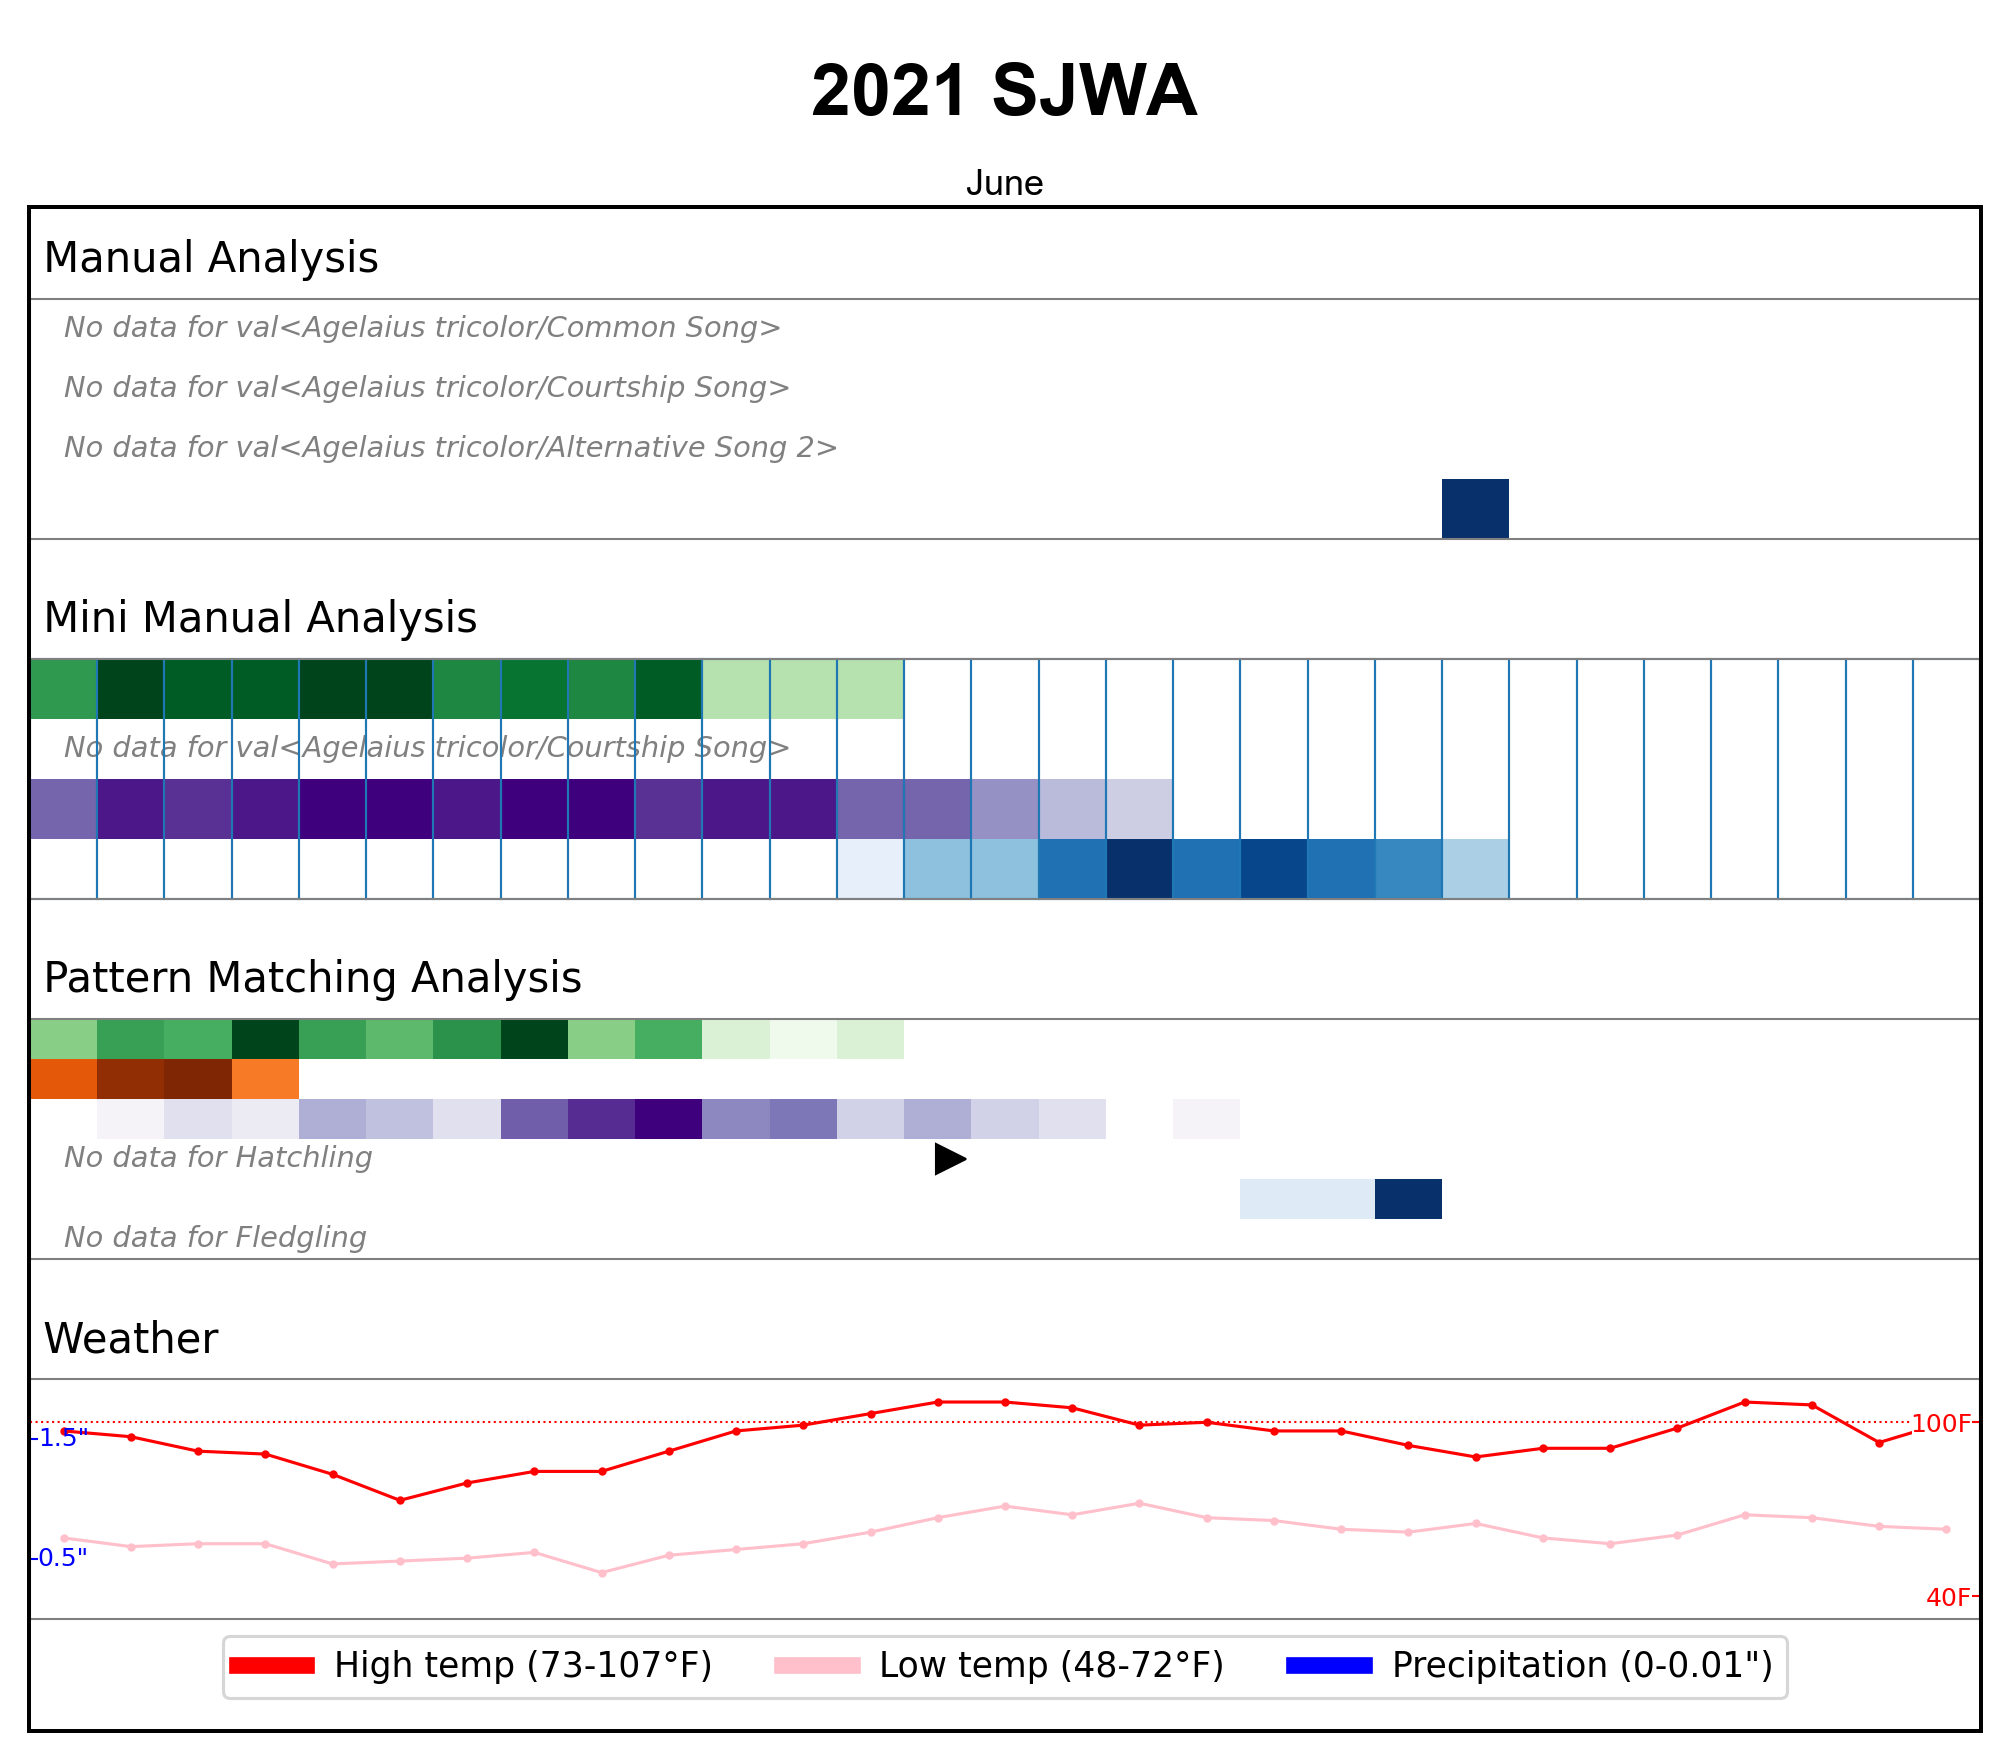 2021 SJWA
June
Manual Analysis
No data for val<Agelaius tricolor/Common Song>
No data for val<Agelaius tricolor/Courtship Song>
No data for val<Agelaius tricolor/Alternative Song 2>
Mini Manual Analysis
No data for val<Agelaius tricolor/Courtship Song>
Pattern Matching Analysis
No data for Hatchling
No data for Fledgling
Weather
1.5"
100F
0.5"
40F
High temp (73-107°F)
Low temp (48-72°F)
Precipitation (0-0.01")